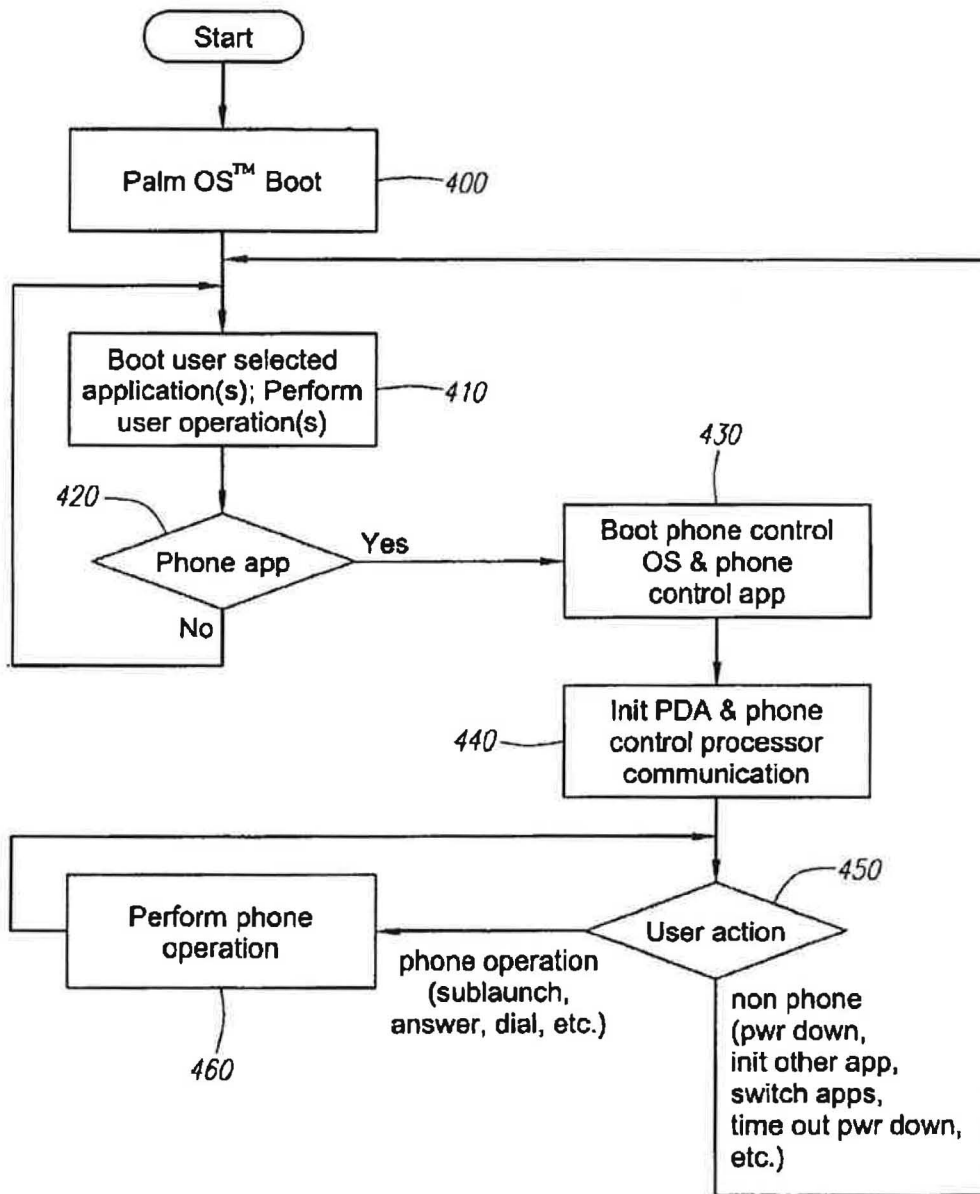 Start
Palm OS™ Boot
400
Boot user selected
application(s); Perform
user operation(s)
410
420
Phone app
Yes
No
430
Boot phone control
OS & phone
control app
440
Init PDA & phone
control processor
communication
450
User action
Perform phone
operation
460
phone operation
(sublaunch,
answer, dial, etc.)
non phone
(pwr down,
init other app,
switch apps,
time out pwr down,
etc.)